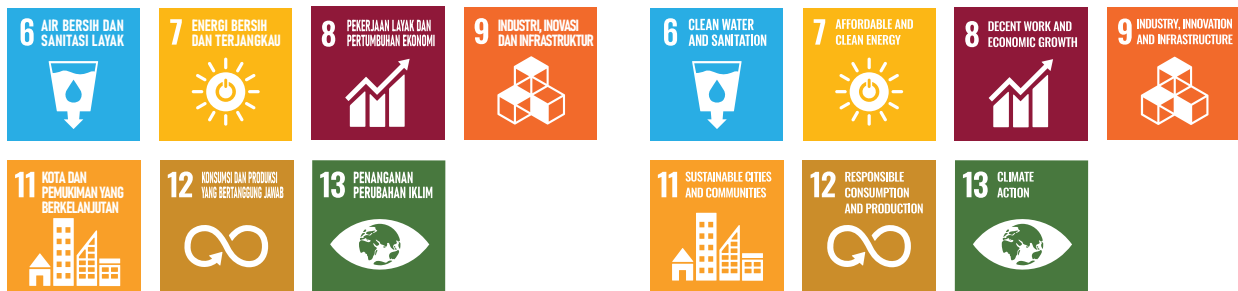 6 AIR BERSIH DAN
SANITASI LAYAK
7 ENERGI BERSIH
DAN TERJANGKAU
8 PEKERJAAN LAYAK DAN
PERTUMBUHAN EKONOMI
9 INDUSTRI, INOVASI
DAN INFRASTRUKTUR
11 KOTA DAN
PEMUKIMAN YANG
BERKELANJUTAN
12 KONSUMSI DAN PRODUKSI
YANG BERTANGGUNG JAWAB
13 PENANGANAN
PERUBAHAN IKLIM
6 CLEAN WATER
AND SANITATION
7 AFFORDABLE AND
CLEAN ENERGY
8 DECENT WORK AND
ECONOMIC GROWTH
9 INDUSTRY, INNOVATION
AND INFRASTRUCTURE
11 SUSTAINABLE CITIES
AND COMMUNITIES
12 RESPONSIBLE
CONSUMPTION
AND PRODUCTION
13 CLIMATE
ACTION